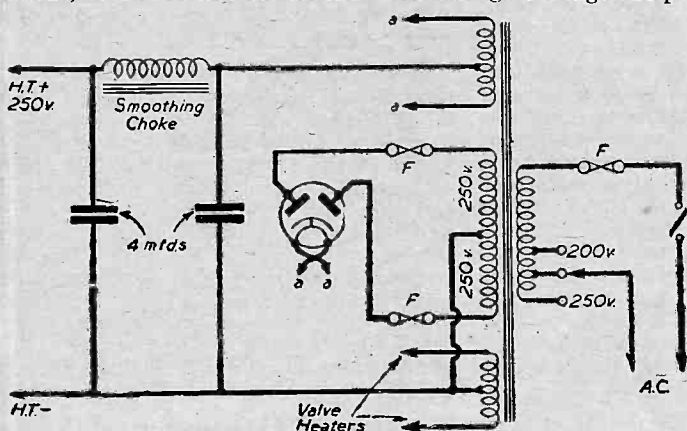 H.T.+
250v.
Smoothing
Choke
a
a
F
250v.
250v.
F
200v.
250v.
4 mfds
a a
F
H.T.-
Valve
Heaters
A.C.